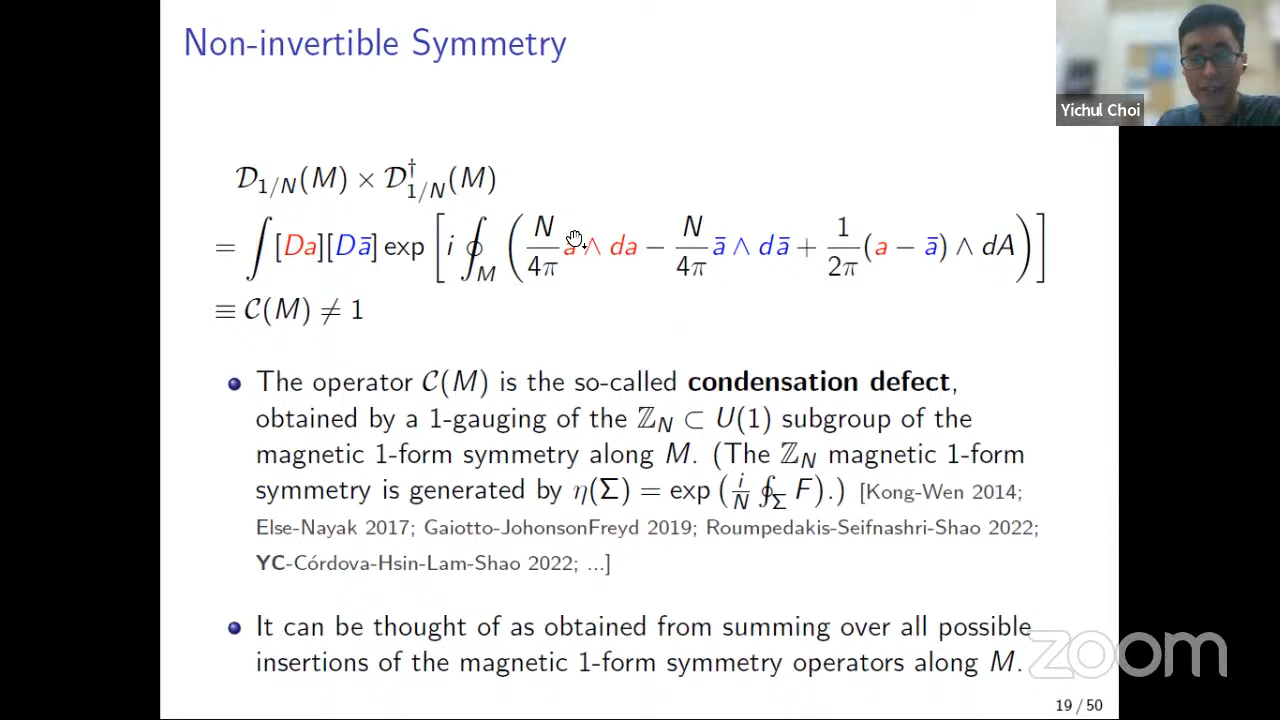 Non-invertible Symmetry
Yichul Choi
𝒟₁/N(M) × 𝒟†₁/N(M)
= ∫ [Da][Dā] exp [ i ∮_M ( N/4π a ∧ da − N/4π ā ∧ dā + 1/2π (a − ā) ∧ dA ) ]
≡ 𝒞(M) ≠ 1
The operator 𝒞(M) is the so-called condensation defect,
obtained by a 1-gauging of the ℤ_N ⊂ U(1) subgroup of the
magnetic 1-form symmetry along M. (The ℤ_N magnetic 1-form
symmetry is generated by η(Σ) = exp (i/N ∮_Σ F).) [Kong-Wen 2014;
Else-Nayak 2017; Gaiotto-JohonsonFreyd 2019; Roumpedakis-Seifnashri-Shao 2022;
YC-Córdova-Hsin-Lam-Shao 2022; ...]
It can be thought of as obtained from summing over all possible
insertions of the magnetic 1-form symmetry operators along M.
zoom
19 / 50